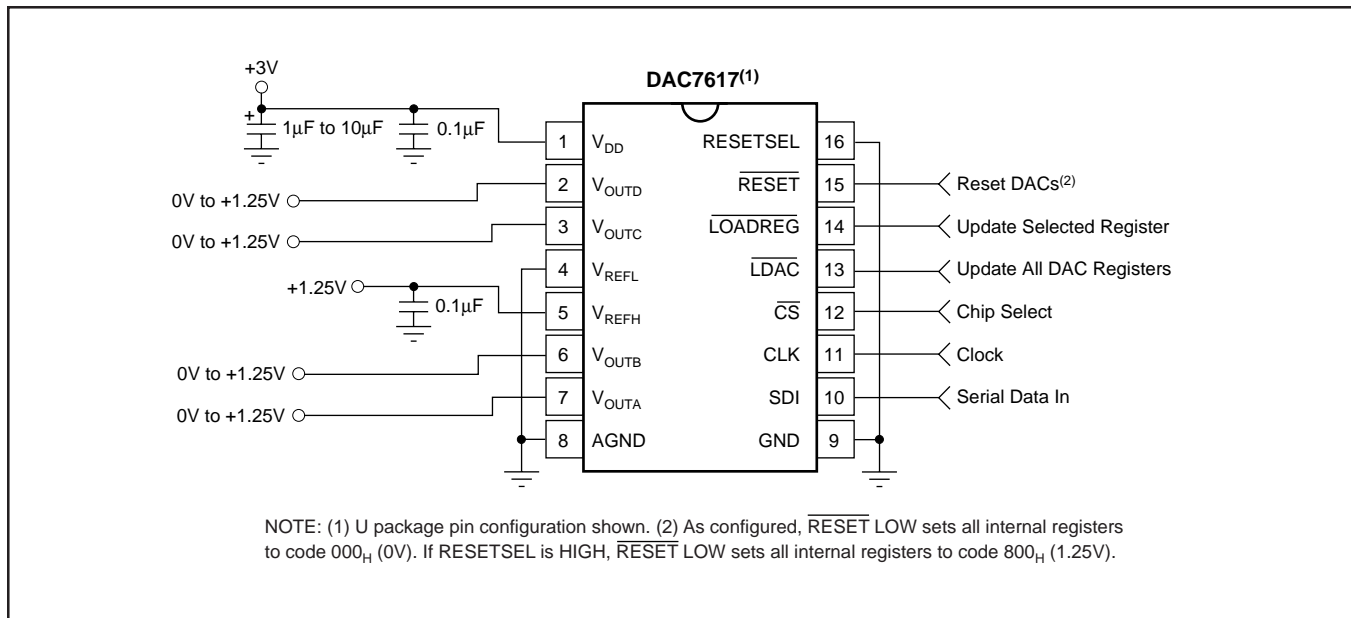 +3V
+
1µF to 10µF
0.1µF
0V to +1.25V
0V to +1.25V
+1.25V
0.1µF
0V to +1.25V
0V to +1.25V
DAC7617(1)
1 VDD RESETSEL 16
2 VOUTD RESET 15 Reset DACs(2)
3 VOUTC LOADREG 14 Update Selected Register
4 VREFL LDAC 13 Update All DAC Registers
5 VREFH CS 12 Chip Select
6 VOUTB CLK 11 Clock
7 VOUTA SDI 10 Serial Data In
8 AGND GND 9
NOTE: (1) U package pin configuration shown. (2) As configured, RESET LOW sets all internal registers
to code 000H (0V). If RESETSEL is HIGH, RESET LOW sets all internal registers to code 800H (1.25V).